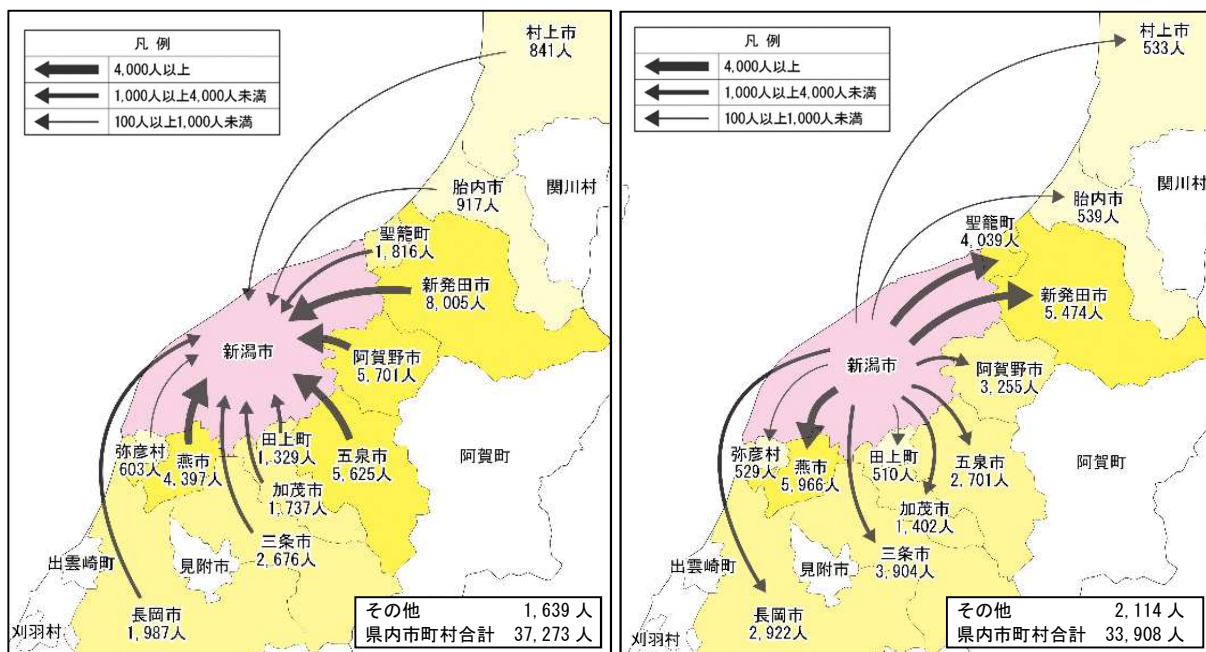 凡 例
4,000人以上
1,000人以上4,000人未満
100人以上1,000人未満
村上市
841人
関川村
胎内市
917人
聖籠町
1,816人
新発田市
8,005人
新潟市
阿賀野市
5,701人
弥彦村
603人
燕市
4,397人
田上町
1,329人
五泉市
5,625人
阿賀町
加茂市
1,737人
三条市
2,676人
出雲崎町
見附市
長岡市
1,987人
刈羽村
その他 1,639 人
県内市町村合計 37,273 人
凡 例
4,000人以上
1,000人以上4,000人未満
100人以上1,000人未満
村上市
533人
関川村
胎内市
539人
聖籠町
4,039人
新発田市
5,474人
新潟市
阿賀野市
3,255人
弥彦村
529人
燕市
5,966人
田上町
510人
五泉市
2,701人
阿賀町
加茂市
1,402人
三条市
3,904人
出雲崎町
見附市
長岡市
2,922人
刈羽村
その他 2,114 人
県内市町村合計 33,908 人